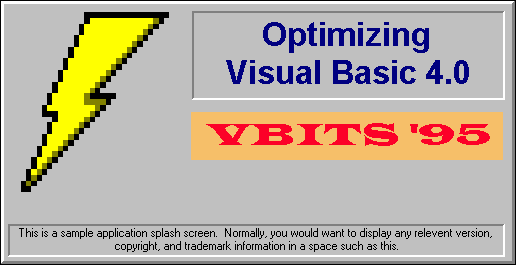 Optimizing
Visual Basic 4.0
VBITS '95
This is a sample application splash screen.  Normally, you would want to display any relevent version,
copyright, and trademark information in a space such as this.